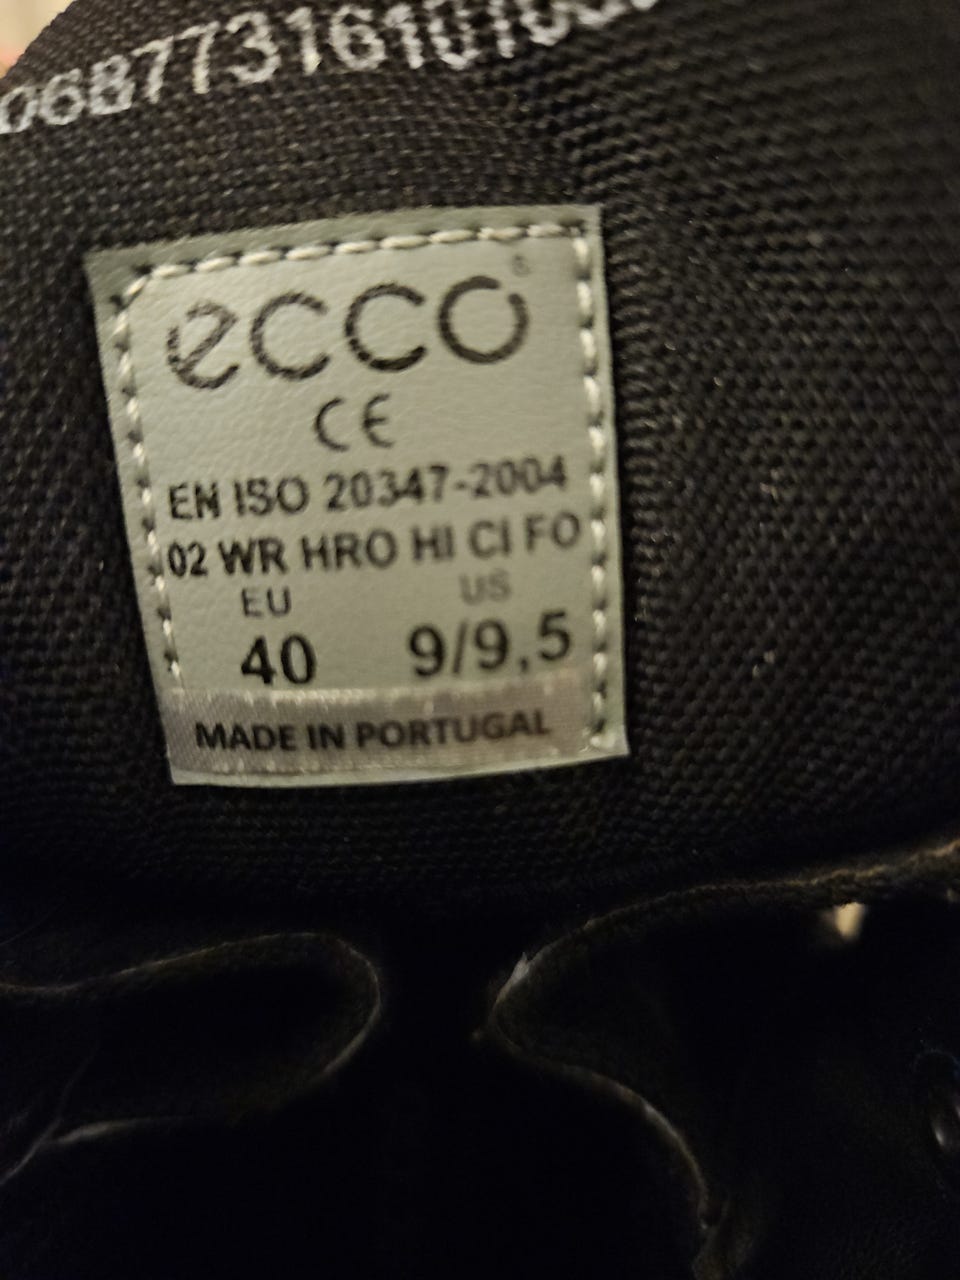 ecco
CE
EN ISO 20347-2004
02 WR HRO HI CI FO
EU US
40 9/9,5
MADE IN PORTUGAL